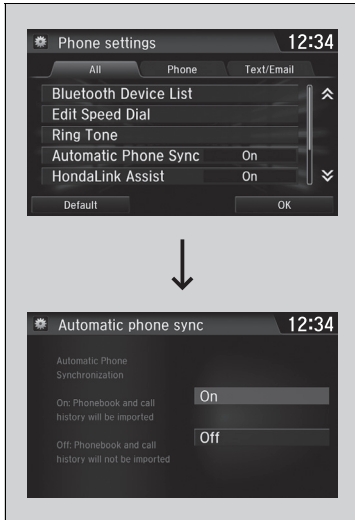 Phone settings 12:34
All Phone Text/Email
Bluetooth Device List
Edit Speed Dial
Ring Tone
Automatic Phone Sync On
HondaLink Assist On
Default OK
Automatic phone sync 12:34
Automatic Phone
Synchronization
On: Phonebook and call
history will be imported
Off: Phonebook and call
history will not be imported
On
Off